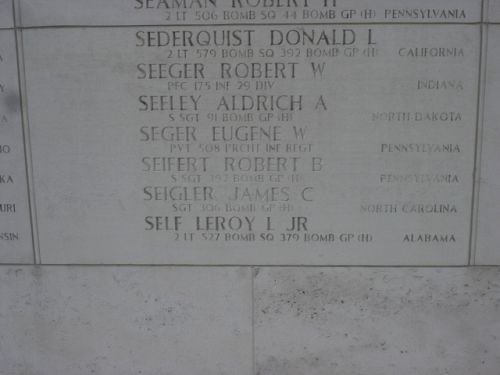 SEAMAN ROBERT H
2 LT 506 BOMB SQ 44 BOMB GP (H) PENNSYLVANIA
SEDERQUIST DONALD L
2 LT 579 BOMB SQ 392 BOMB GP (H) CALIFORNIA
SEEGER ROBERT W
PFC 175 INF 29 DIV INDIANA
SEELEY ALDRICH A
S SGT 91 BOMB GP (H) NORTH DAKOTA
SEGER EUGENE W
PVT 508 PRCHT INF REGT PENNSYLVANIA
SEIFERT ROBERT B
S SGT 392 BOMB GP (H) PENNSYLVANIA
SEIGLER JAMES C
SGT 306 BOMB GP (H) NORTH CAROLINA
SELF LEROY L JR
2 LT 527 BOMB SQ 379 BOMB GP (H) ALABAMA